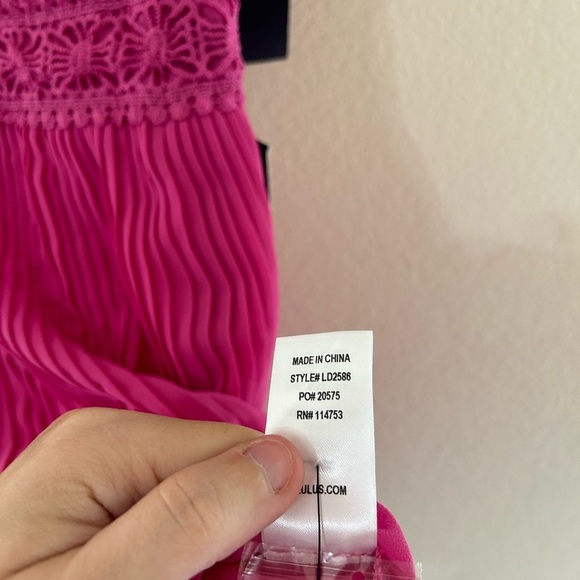 MADE IN CHINA
STYLE# LD2586
PO# 20575
RN# 114753
ULUS.COM